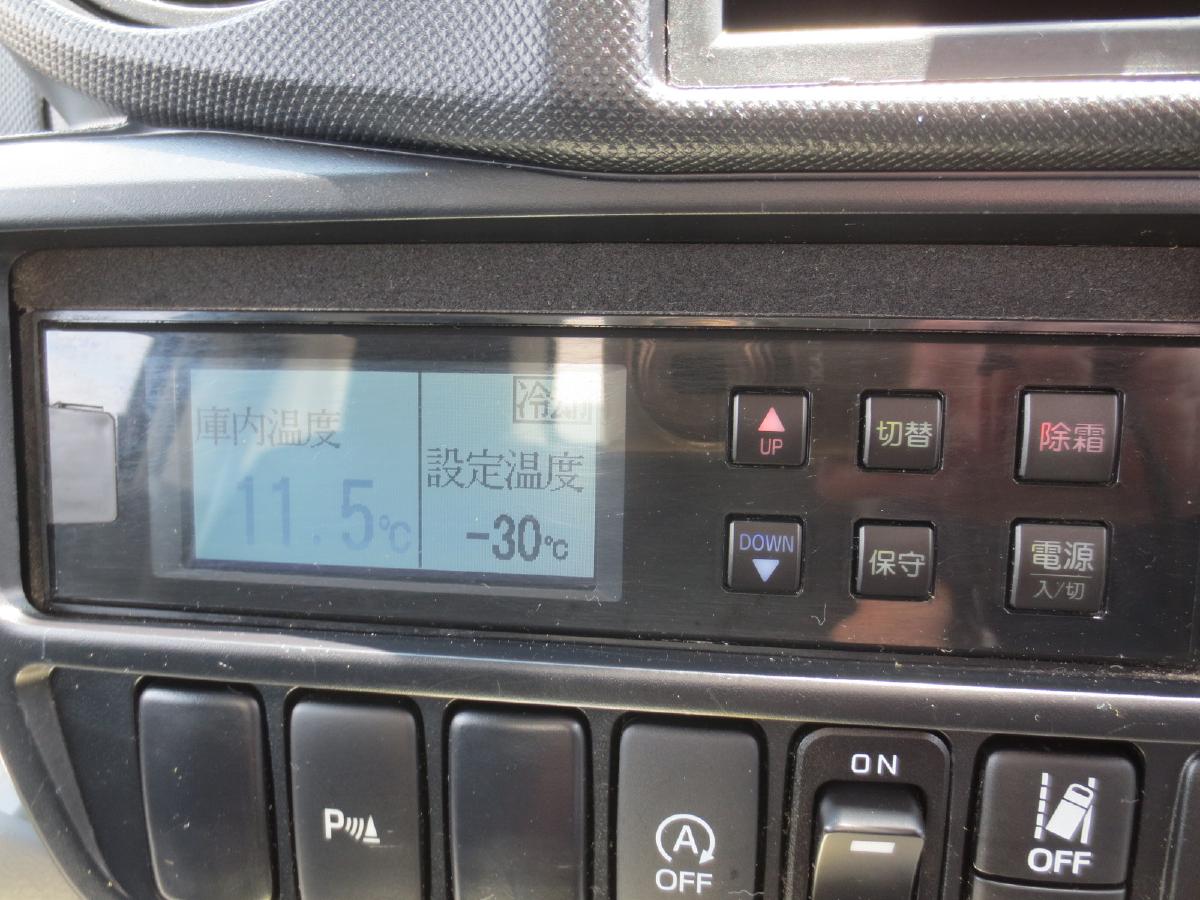 冷却
庫内温度
設定温度
11.5℃
-30℃
▲
UP
切替
除霜
DOWN
▼
保守
電源
入/切
P
A
OFF
ON
OFF